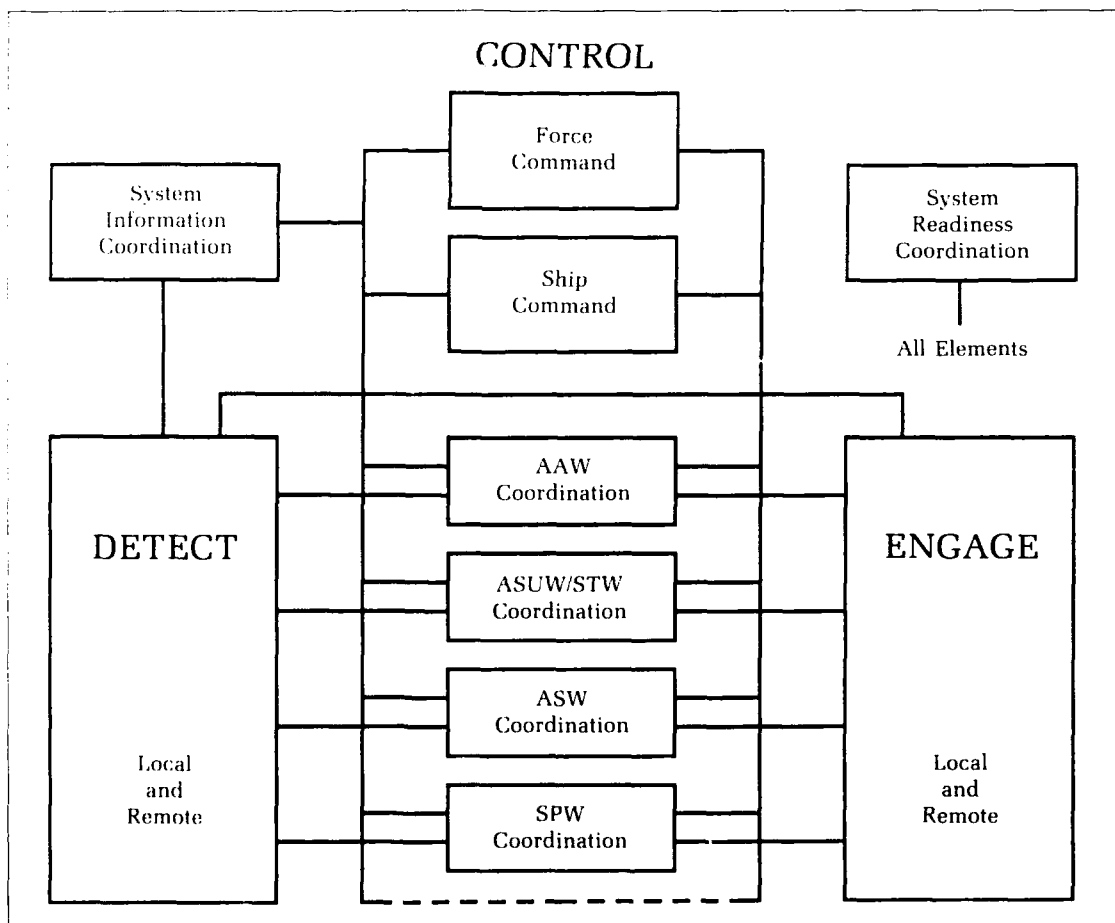 CONTROL
Force
Command
System
Information
Coordination
System
Readiness
Coordination
Ship
Command
All Elements
AAW
Coordination
DETECT
ENGAGE
ASUW/STW
Coordination
ASW
Coordination
Local
and
Remote
Local
and
Remote
SPW
Coordination